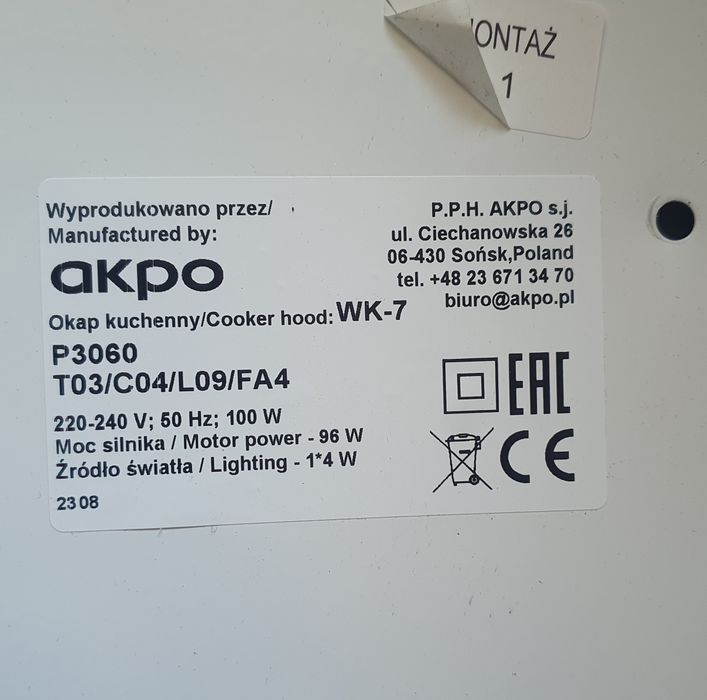 ONTAŻ
1
Wyprodukowano przez/
Manufactured by:
akpo
P.P.H. AKPO s.j.
ul. Ciechanowska 26
06-430 Sońsk,Poland
tel. +48 23 671 34 70
biuro@akpo.pl
Okap kuchenny/Cooker hood: WK-7
P3060
T03/C04/L09/FA4
220-240 V; 50 Hz; 100 W
Moc silnika / Motor power - 96 W
Źródło światła / Lighting - 1*4 W
23 08
EAC
CE